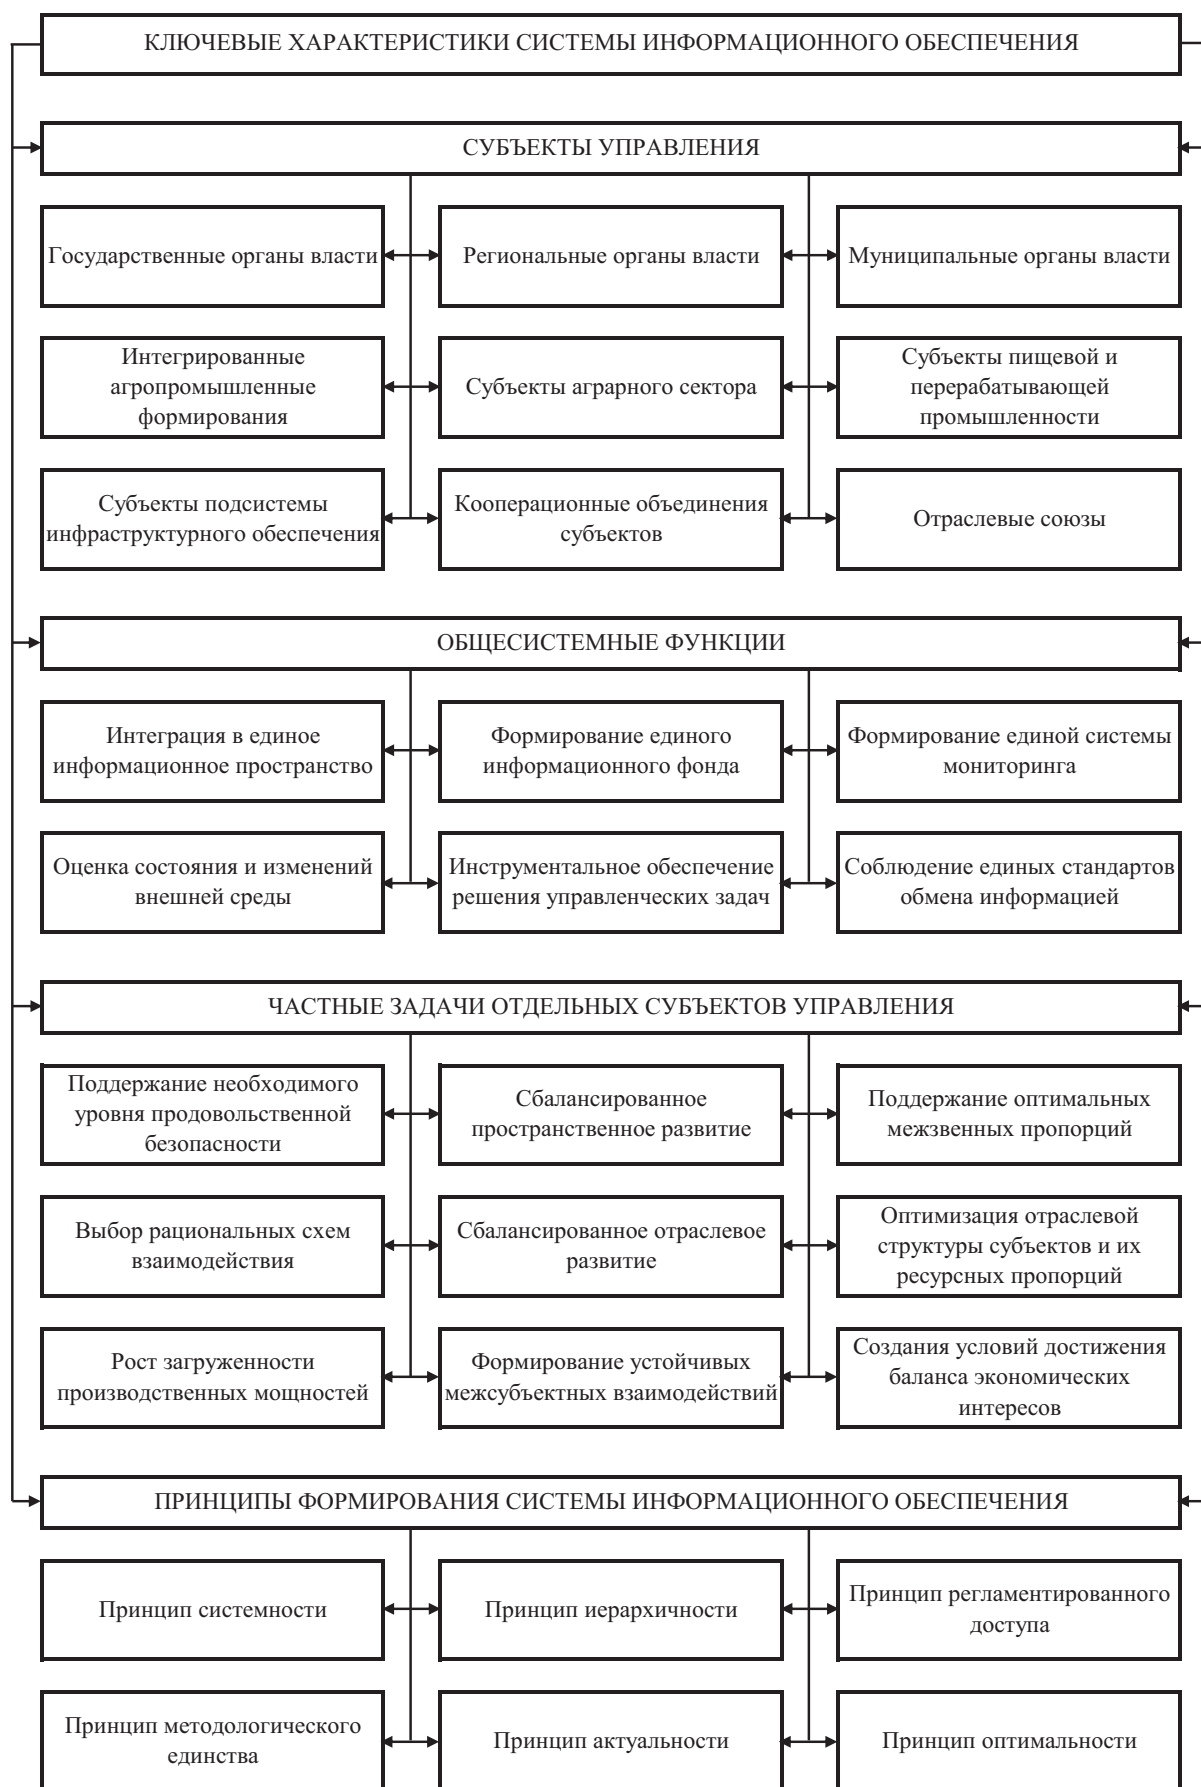 КЛЮЧЕВЫЕ ХАРАКТЕРИСТИКИ СИСТЕМЫ ИНФОРМАЦИОННОГО ОБЕСПЕЧЕНИЯ
СУБЪЕКТЫ УПРАВЛЕНИЯ
Государственные органы власти
Региональные органы власти
Муниципальные органы власти
Интегрированные
агропромышленные
формирования
Субъекты аграрного сектора
Субъекты пищевой и
перерабатывающей
промышленности
Субъекты подсистемы
инфраструктурного обеспечения
Кооперационные объединения
субъектов
Отраслевые союзы
ОБЩЕСИСТЕМНЫЕ ФУНКЦИИ
Интеграция в единое
информационное пространство
Формирование единого
информационного фонда
Формирование единой системы
мониторинга
Оценка состояния и изменений
внешней среды
Инструментальное обеспечение
решения управленческих задач
Соблюдение единых стандартов
обмена информацией
ЧАСТНЫЕ ЗАДАЧИ ОТДЕЛЬНЫХ СУБЪЕКТОВ УПРАВЛЕНИЯ
Поддержание необходимого
уровня продовольственной
безопасности
Сбалансированное
пространственное развитие
Поддержание оптимальных
межзвенных пропорций
Выбор рациональных схем
взаимодействия
Сбалансированное отраслевое
развитие
Оптимизация отраслевой
структуры субъектов и их
ресурсных пропорций
Рост загруженности
производственных мощностей
Формирование устойчивых
межсубъектных взаимодействий
Создания условий достижения
баланса экономических
интересов
ПРИНЦИПЫ ФОРМИРОВАНИЯ СИСТЕМЫ ИНФОРМАЦИОННОГО ОБЕСПЕЧЕНИЯ
Принцип системности
Принцип иерархичности
Принцип регламентированного
доступа
Принцип методологического
единства
Принцип актуальности
Принцип оптимальности